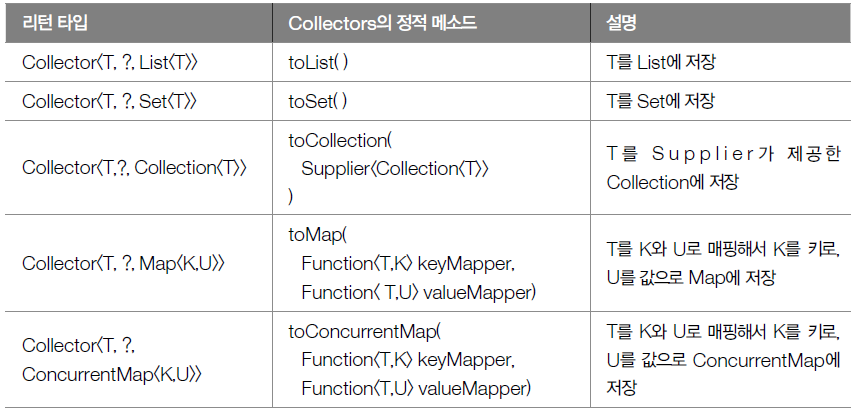 리턴 타입
Collectors의 정적 메소드
설명
Collector〈T, ?, List〈T〉〉
toList( )
T를 List에 저장
Collector〈T, ?, Set〈T〉〉
toSet( )
T를 Set에 저장
Collector〈T,?, Collection〈T〉〉
toCollection(
Supplier〈Collection〈T〉〉
)
T를 Supplier가 제공한
Collection에 저장
Collector〈T, ?, Map〈K,U〉〉
toMap(
Function〈T,K〉 keyMapper,
Function〈 T,U〉 valueMapper)
T를 K와 U로 매핑해서 K를 키로,
U를 값으로 Map에 저장
Collector〈T, ?,
ConcurrentMap〈K,U〉〉
toConcurrentMap(
Function〈T,K〉 keyMapper,
Function〈T,U〉 valueMapper)
T를 K와 U로 매핑해서 K를 키로,
U를 값으로 ConcurrentMap에
저장